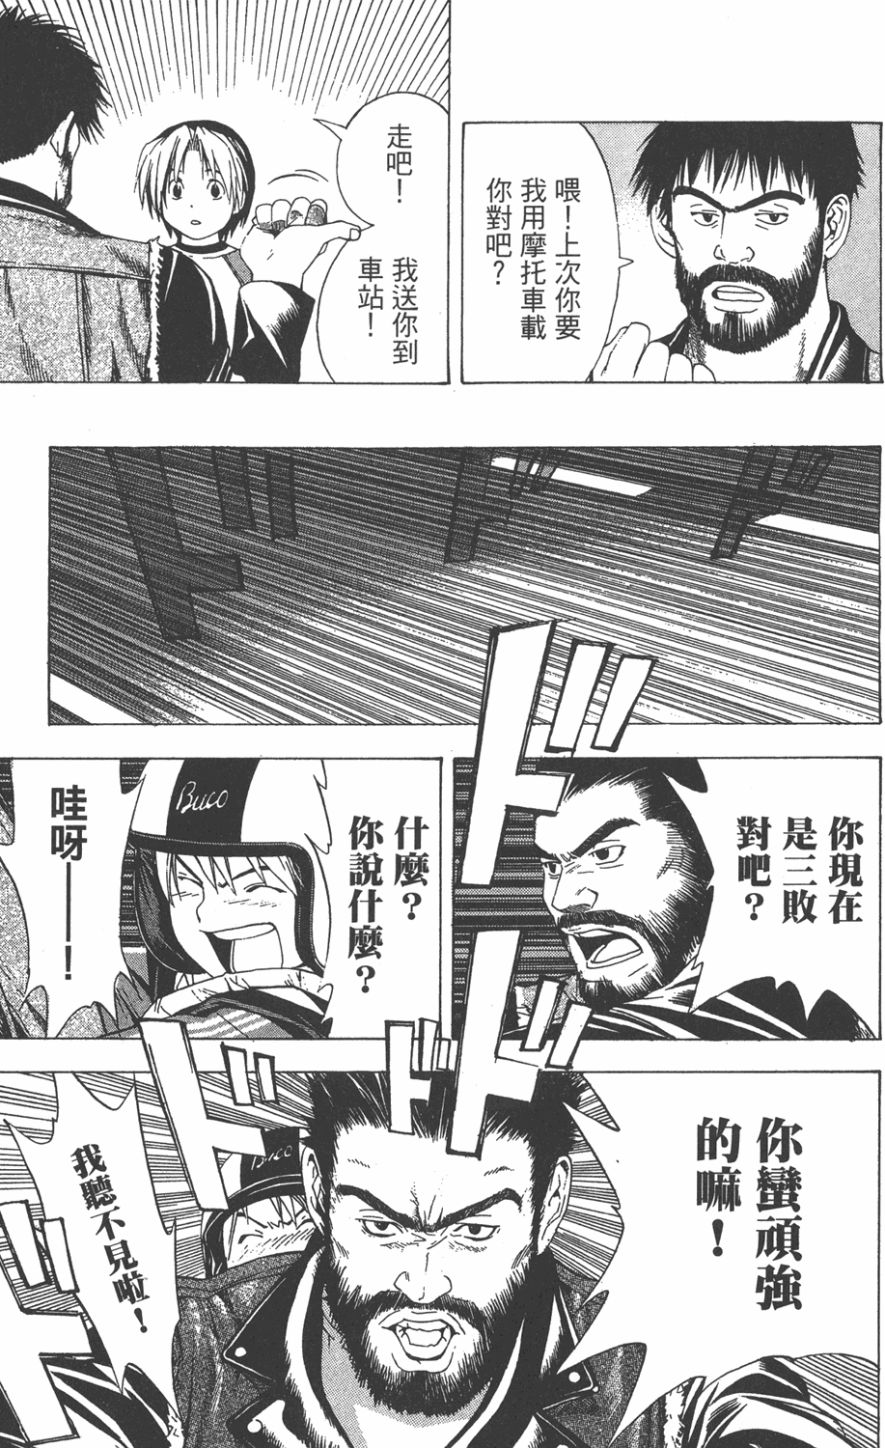 喂！上次你要
我用摩托車載
你對吧？
走吧！
我送你到
車站！
ドドドド
你現在
是三敗
對吧？
什麼？
你說什麼？
哇呀——！
Buco
你蠻頑強
的嘛！
ドドド
Buco
我聽不見啦！